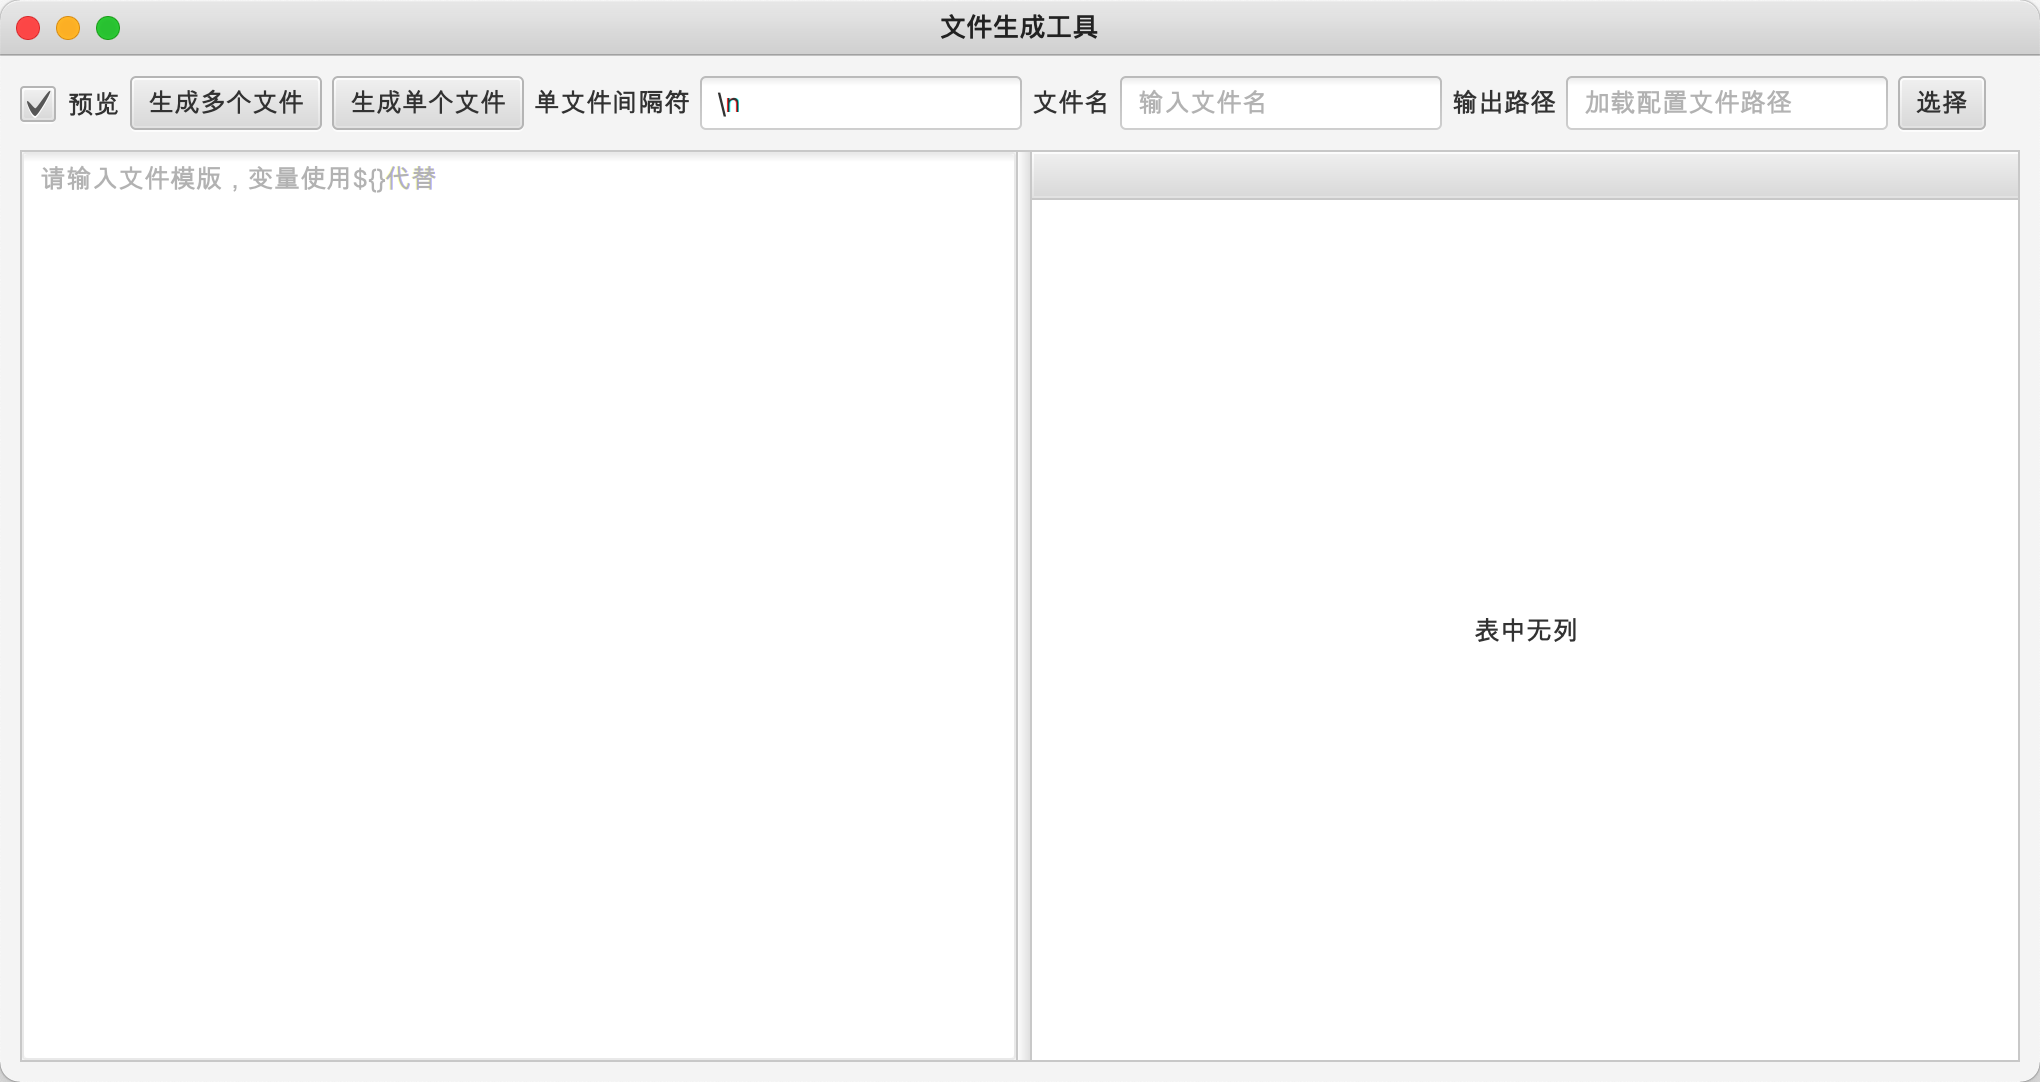 文件生成工具
预览 生成多个文件 生成单个文件 单文件间隔符 \n 文件名 输入文件名 输出路径 加载配置文件路径 选择
请输入文件模版，变量使用${}代替
表中无列